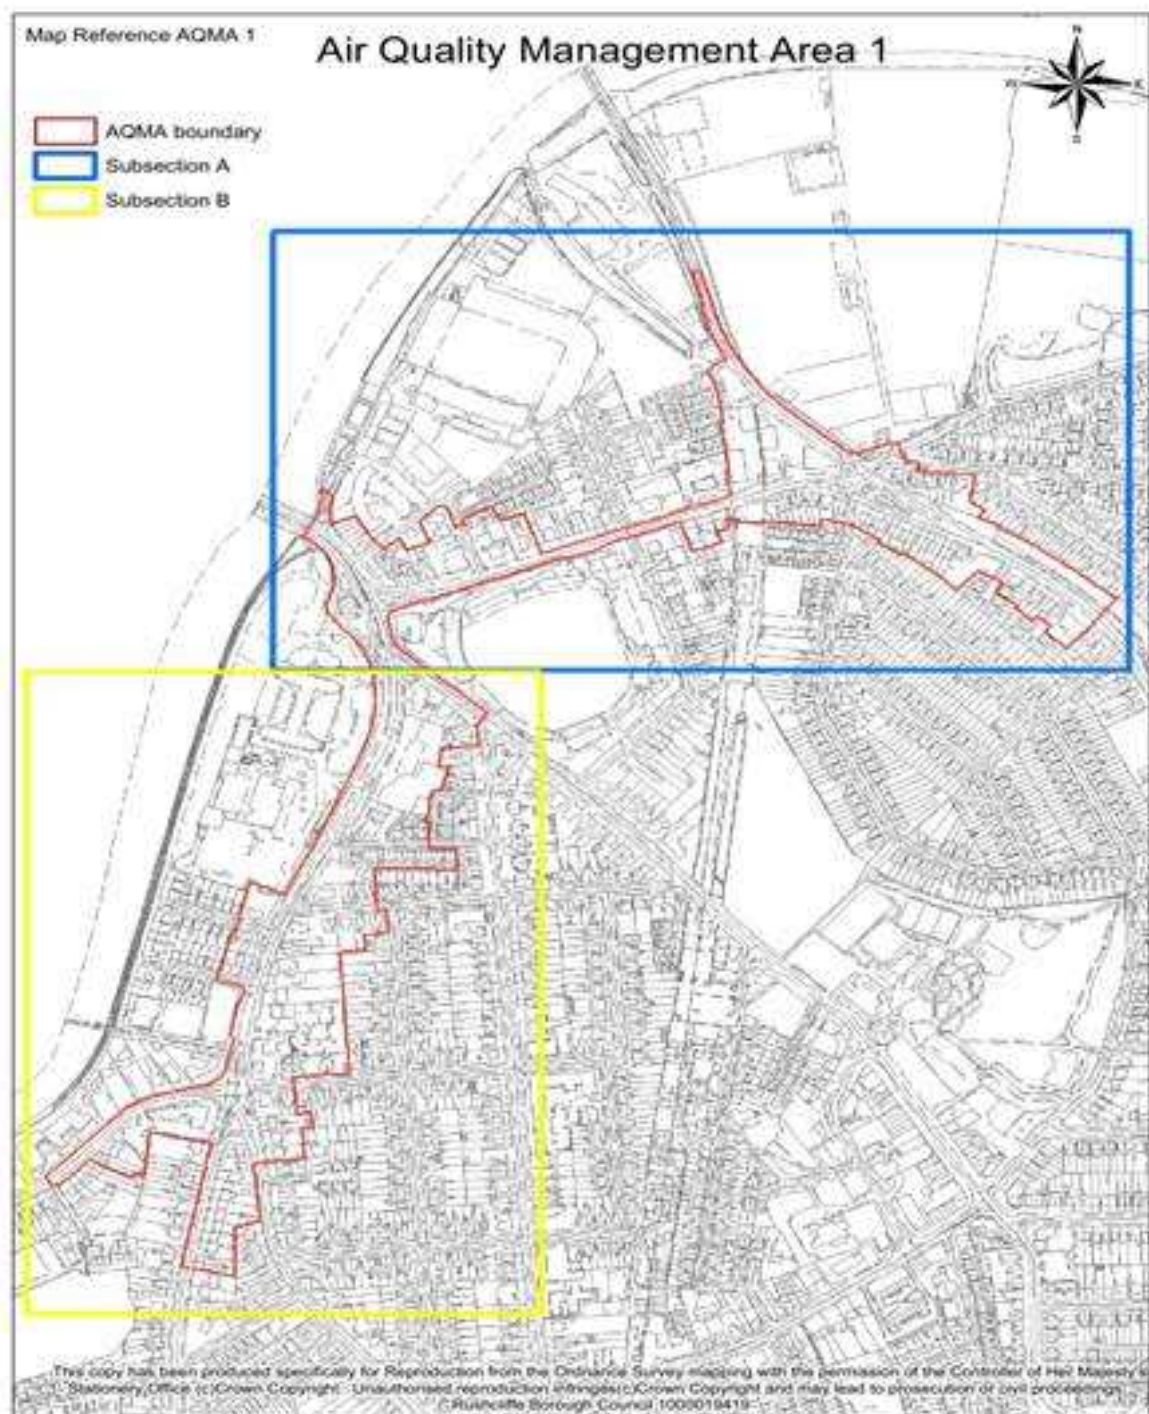 Map Reference AQMA 1
Air Quality Management Area 1
N
W E
S
AQMA boundary
Subsection A
Subsection B
This copy has been produced specifically for Reproduction from the Ordnance Survey mapping with the permission of the Controller of Her Majesty's
Stationery Office (c)Crown Copyright. Unauthorised reproduction infringes(c)Crown Copyright and may lead to prosecution or civil proceedings
Rushcliffe Borough Council 1000019419